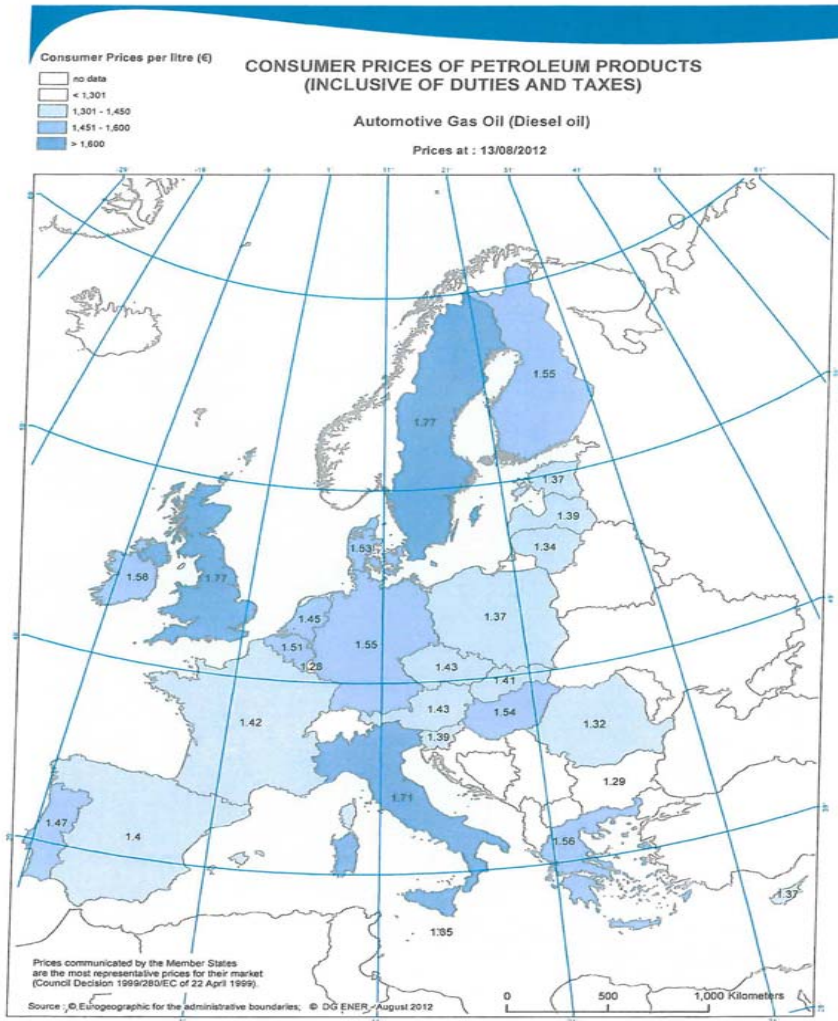 Consumer Prices per litre (€)
no data
< 1,301
1,301 - 1,450
1,451 - 1,600
> 1,600
CONSUMER PRICES OF PETROLEUM PRODUCTS
(INCLUSIVE OF DUTIES AND TAXES)
Automotive Gas Oil (Diesel oil)
Prices at : 13/08/2012
1.55
1.77
1.37
1.39
1.34
1.53
1.77
1.45
1.37
1.51
1.55
1.28
1.43
1.41
1.43
1.54
1.42
1.39
1.32
1.29
1.71
1.47
1.4
1.56
1.37
Prices communicated by the Member States
are the most representative prices for their market
(Council Decision 1999/280/EC of 22 April 1999).
Source : © Eurogeographic for the administrative boundaries; © DG ENER - August 2012
0 500 1,000 Kilometers